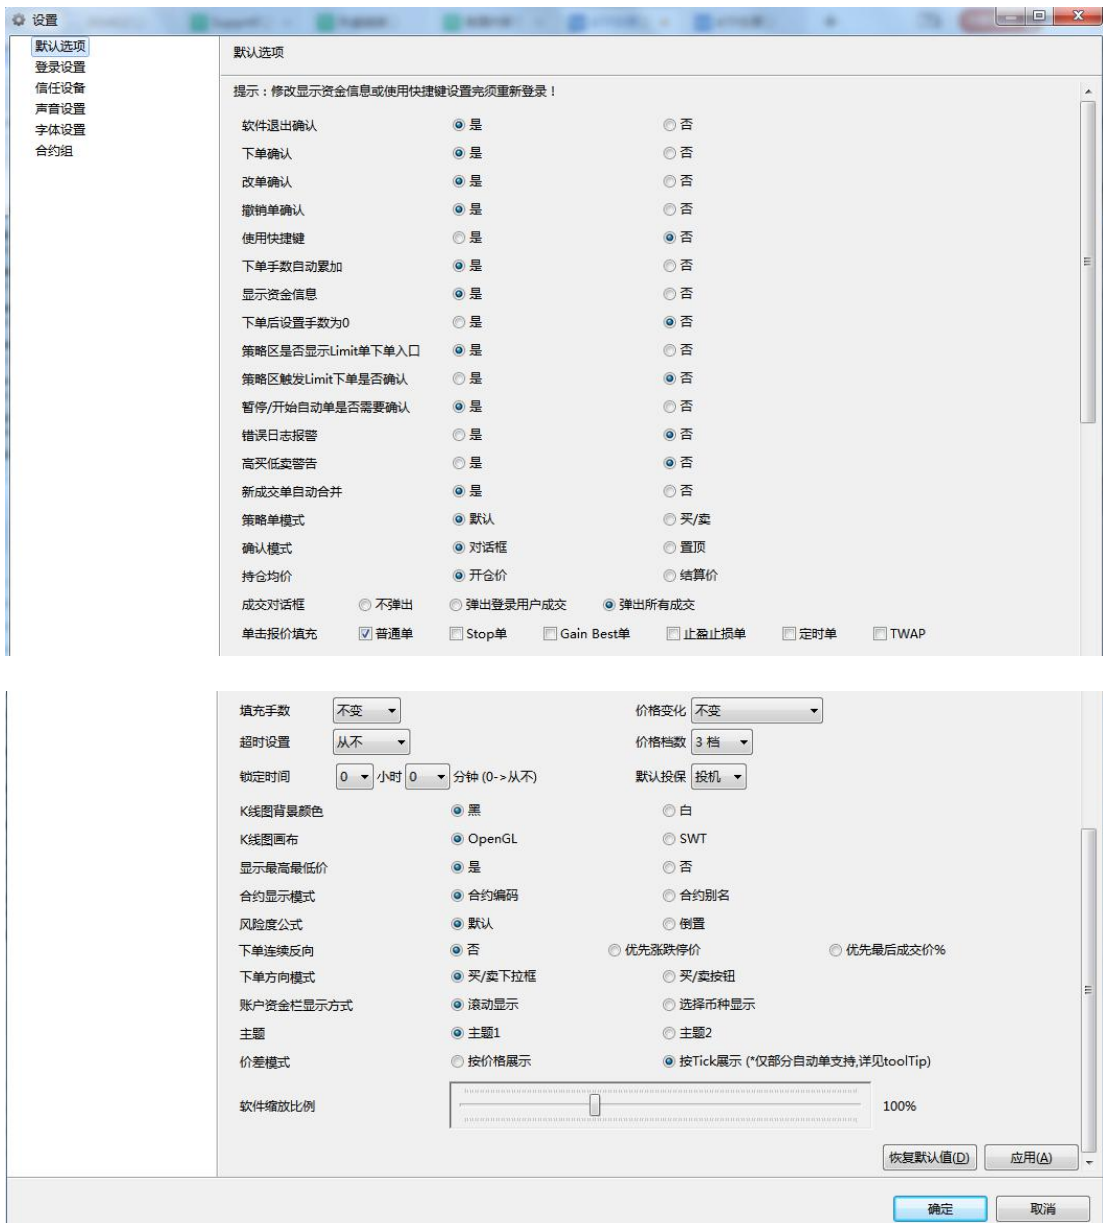 设置
默认选项
登录设置
信任设备
声音设置
字体设置
合约组
默认选项
提示：修改显示资金信息或使用快捷键设置完须重新登录！
软件退出确认 是 否
下单确认 是 否
改单确认 是 否
撤销单确认 是 否
使用快捷键 是 否
下单手数自动累加 是 否
显示资金信息 是 否
下单后设置手数为0 是 否
策略区是否显示Limit单下单入口 是 否
策略区触发Limit下单是否确认 是 否
暂停/开始自动单是否需要确认 是 否
错误日志报警 是 否
高买低卖警告 是 否
新成交单自动合并 是 否
策略单模式 默认 买/卖
确认模式 对话框 置顶
持仓均价 开仓价 结算价
成交对话框 不弹出 弹出登录用户成交 弹出所有成交
单击报价填充 普通单 Stop单 Gain Best单 止盈止损单 定时单 TWAP
填充手数 不变 价格变化 不变
超时设置 从不 价格档数 3 档
锁定时间 0 小时 0 分钟 (0->从不) 默认投保 投机
K线图背景颜色 黑 白
K线图画布 OpenGL SWT
显示最高最低价 是 否
合约显示模式 合约编码 合约别名
风险度公式 默认 倒置
下单连续反向 否 优先涨跌停价 优先最后成交价%
下单方向模式 买/卖下拉框 买/卖按钮
账户资金栏显示方式 滚动显示 选择币种显示
主题 主题1 主题2
价差模式 按价格展示 按Tick展示 (*仅部分自动单支持,详见toolTip)
软件缩放比例 100%
恢复默认值(D) 应用(A)
确定 取消